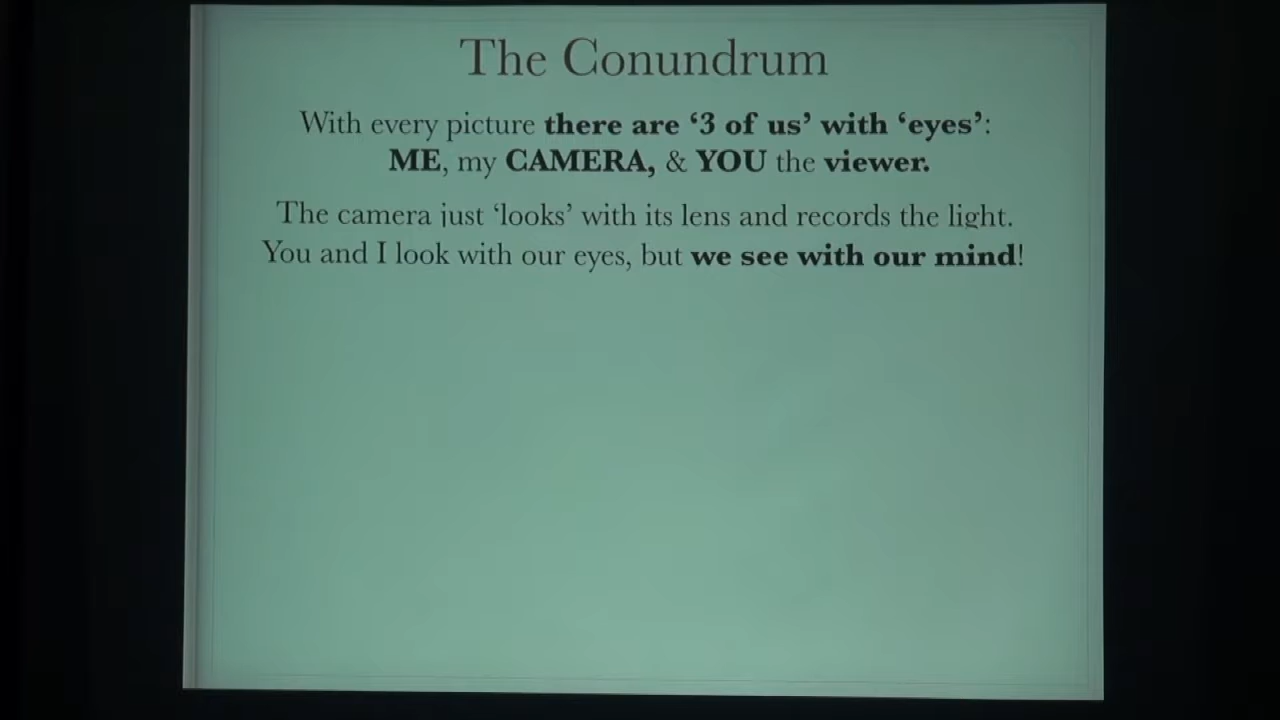 The Conundrum
With every picture there are ‘3 of us’ with ‘eyes’:
ME, my CAMERA, & YOU the viewer.
The camera just ‘looks’ with its lens and records the light.
You and I look with our eyes, but we see with our mind!